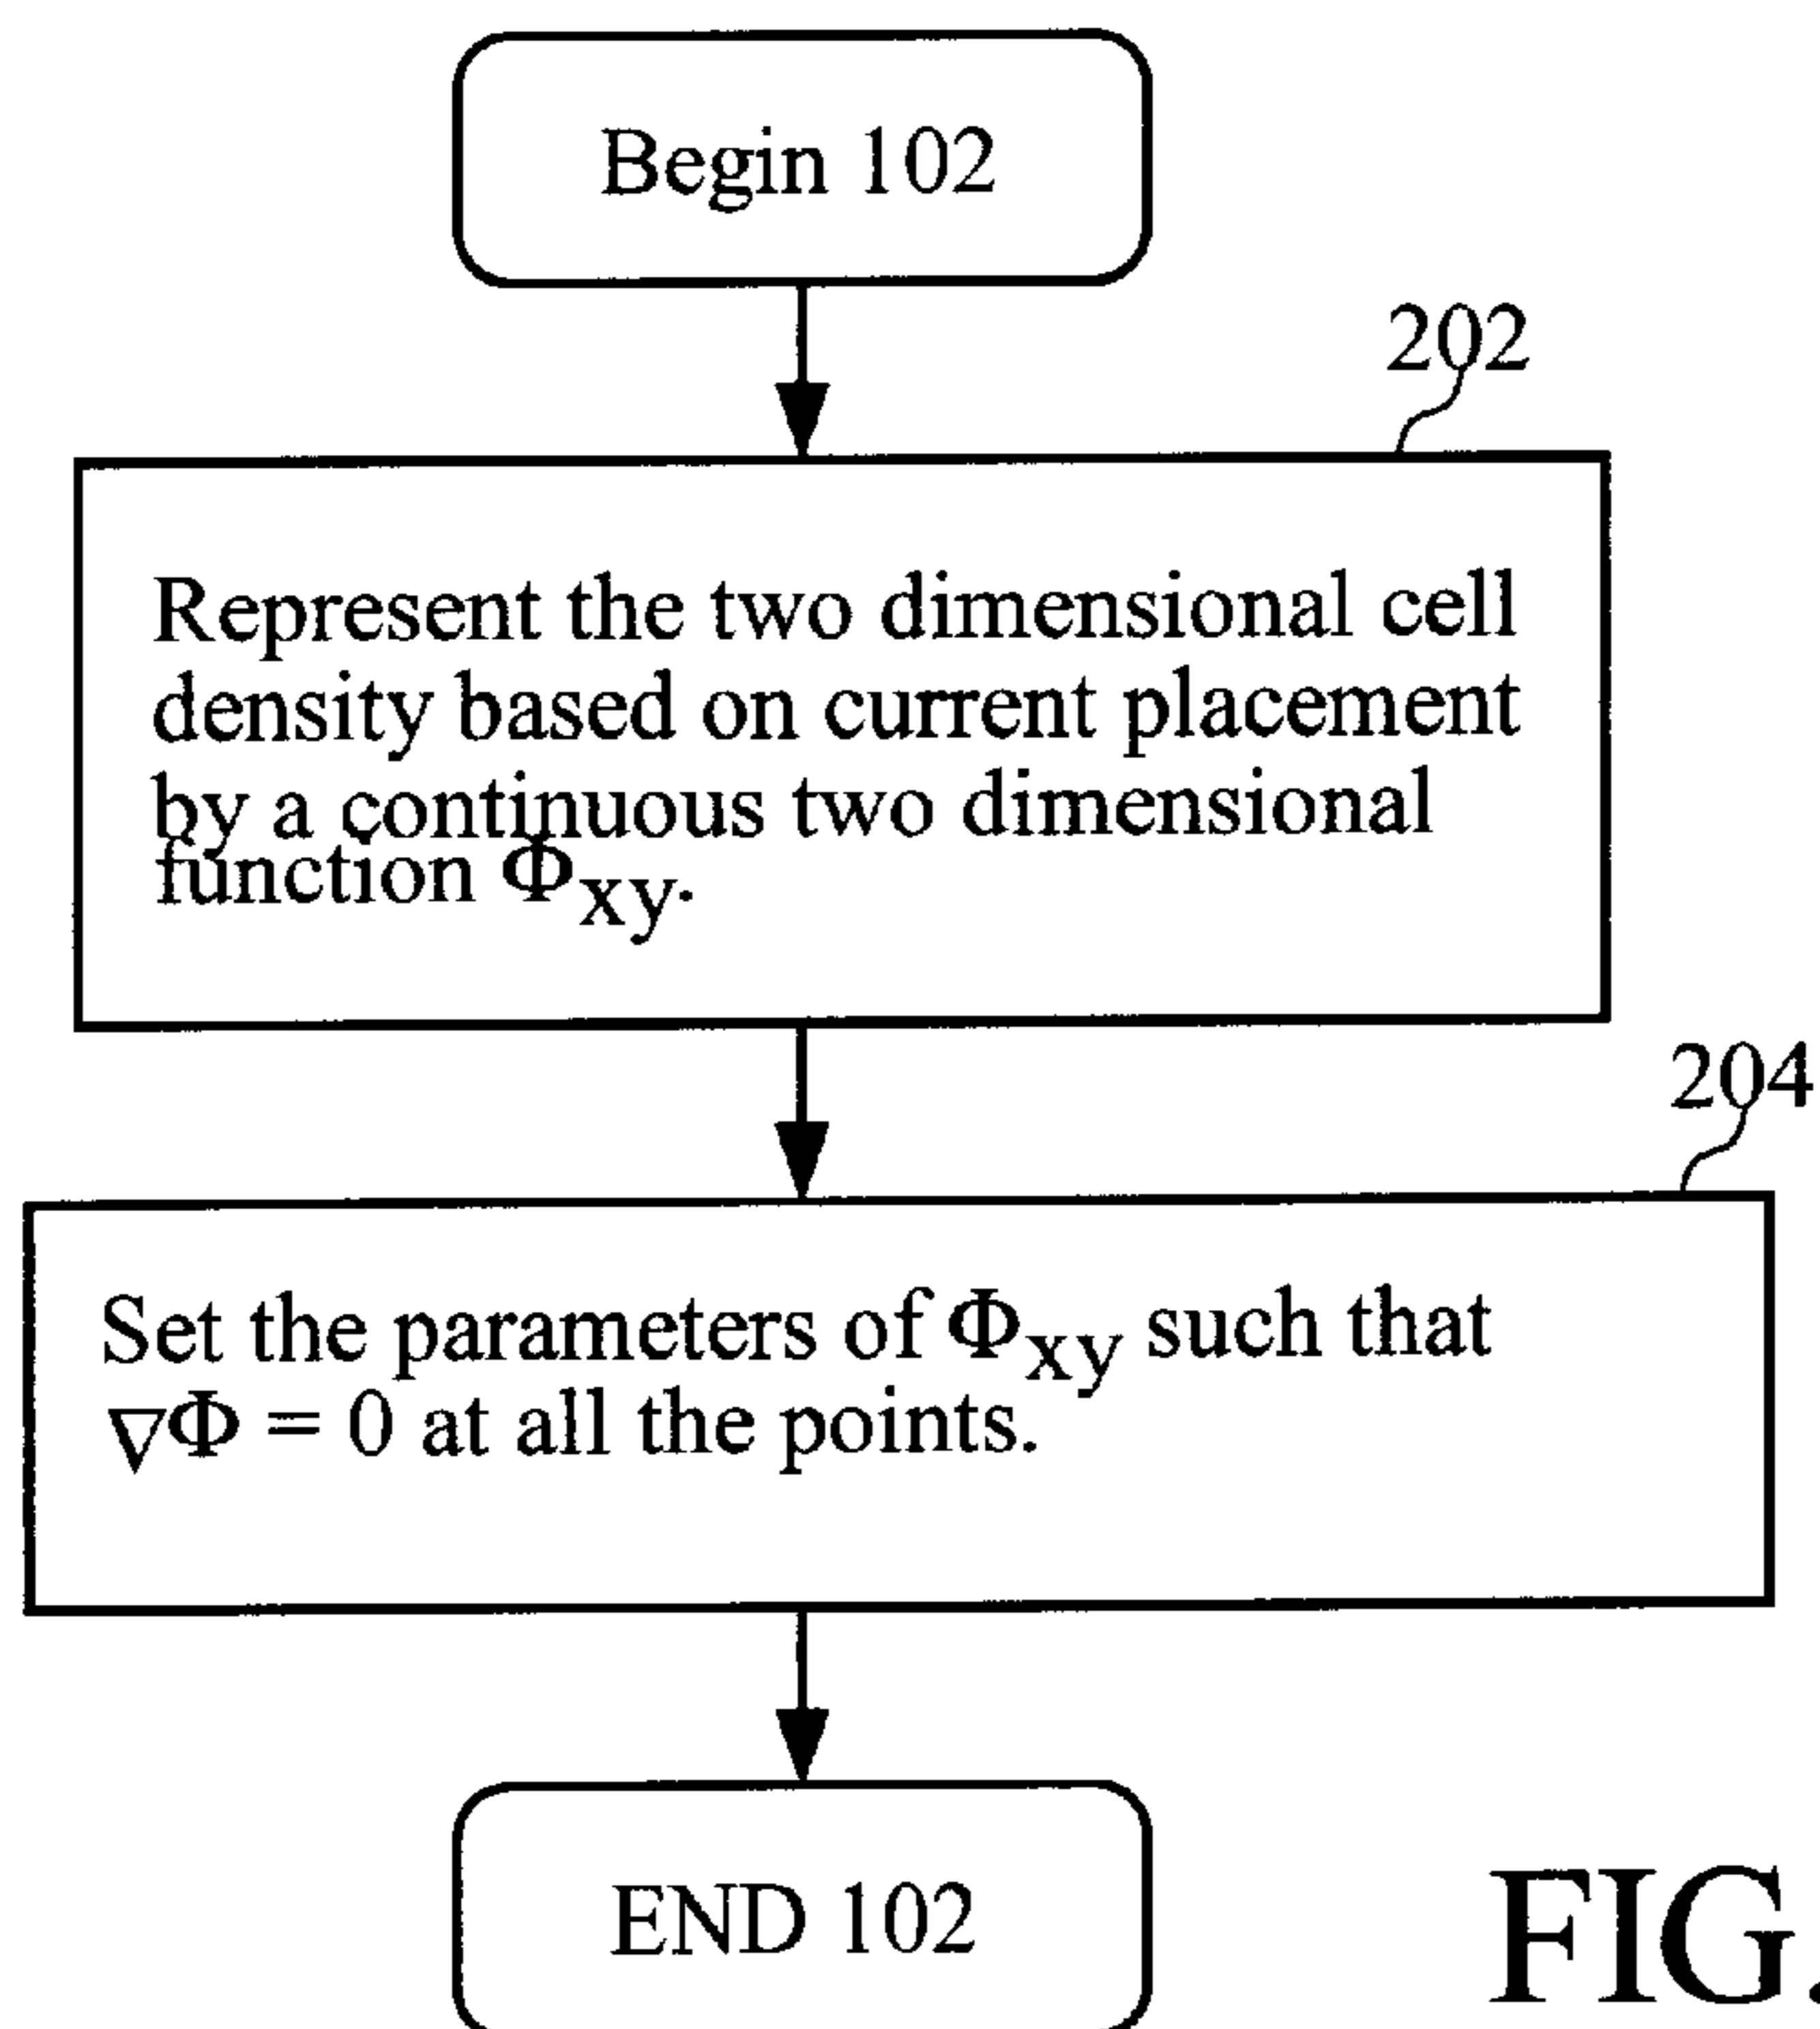 Begin 102
202
Represent the two dimensional cell
density based on current placement
by a continuous two dimensional
function Φxy.
204
Set the parameters of Φxy such that
∇Φ = 0 at all the points.
END 102
FIG.